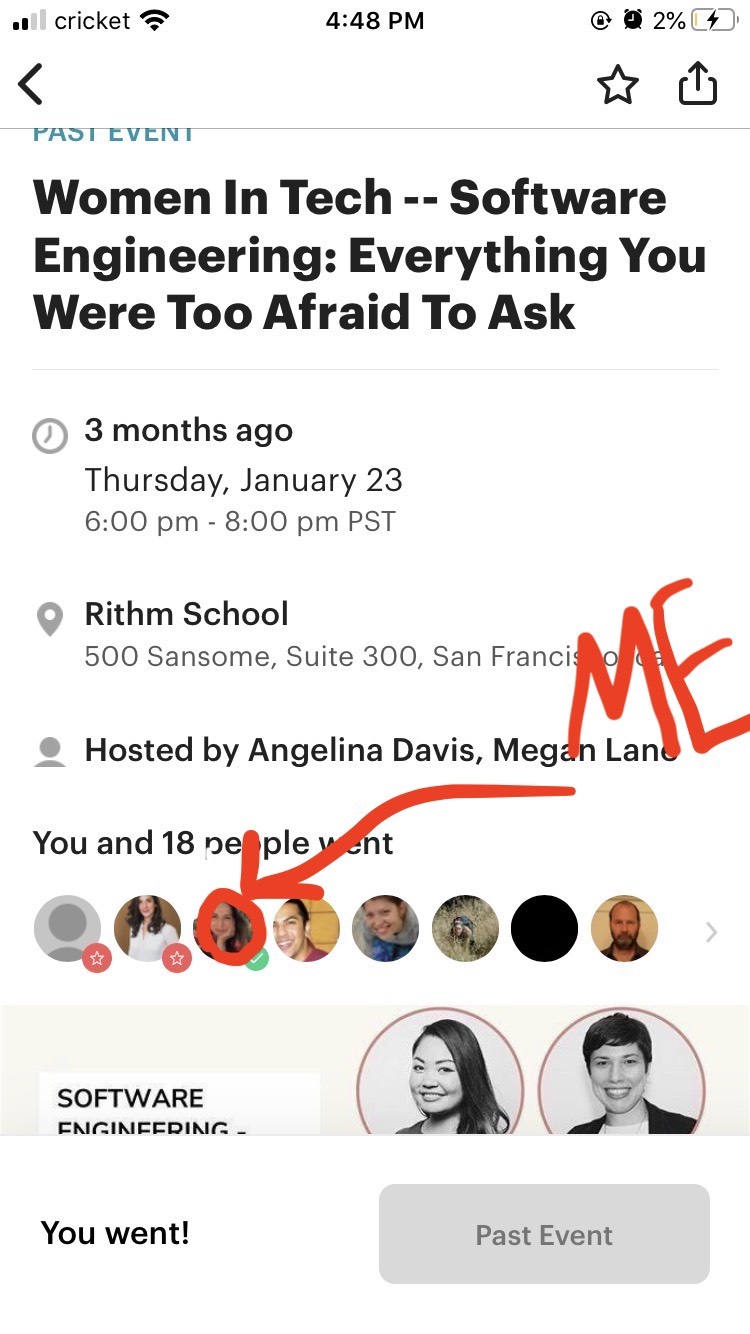 cricket 4:48 PM 2%
PAST EVENT
Women In Tech -- Software
Engineering: Everything You
Were Too Afraid To Ask
3 months ago
Thursday, January 23
6:00 pm - 8:00 pm PST
Rithm School
500 Sansome, Suite 300, San Francisco, ca
ME
Hosted by Angelina Davis, Megan Lane
You and 18 people went
SOFTWARE
ENGINEERING -
You went!
Past Event